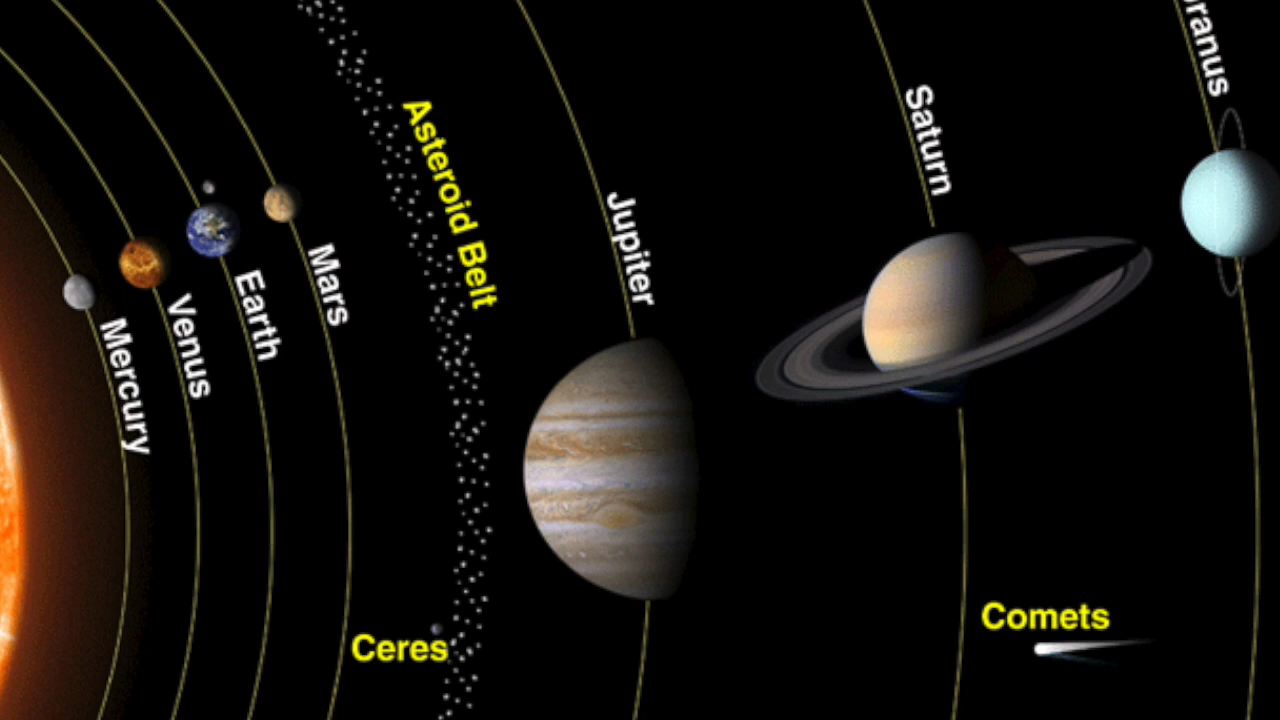 Mercury
Venus
Earth
Mars
Asteroid Belt
Ceres
Jupiter
Saturn
Comets
ranus